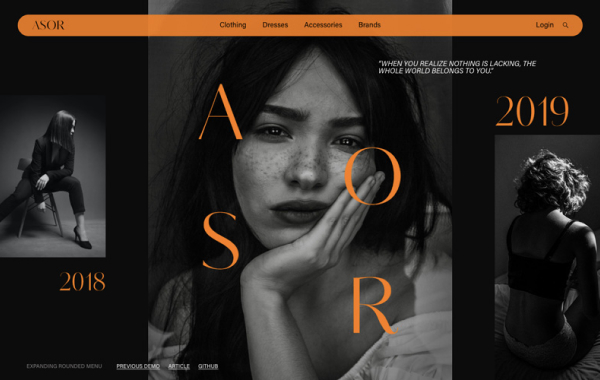 ASOR
Clothing
Dresses
Accessories
Brands
Login
"WHEN YOU REALIZE NOTHING IS LACKING, THE
WHOLE WORLD BELONGS TO YOU."
2019
A
O
S
R
2018
EXPANDING ROUNDED MENU
PREVIOUS DEMO
ARTICLE
GITHUB